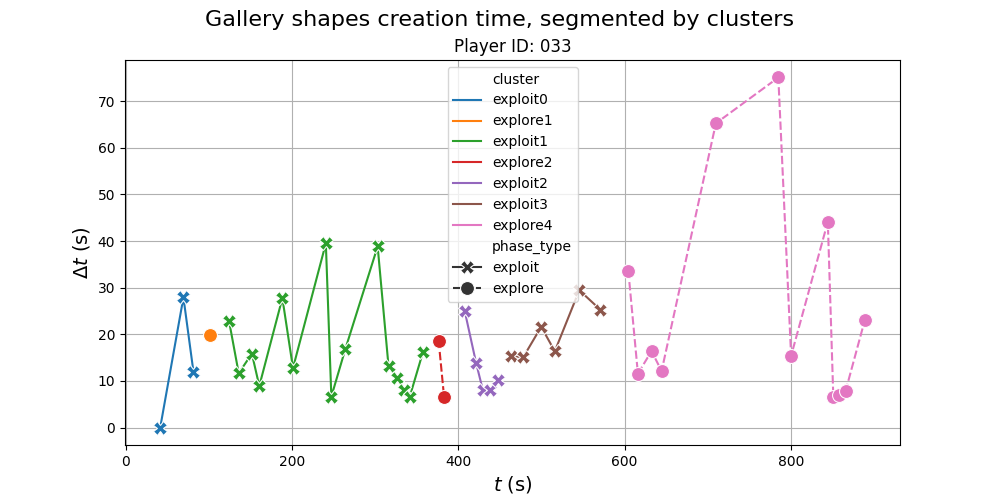 Gallery shapes creation time, segmented by clusters
Player ID: 033
cluster
exploit0
explore1
exploit1
explore2
exploit2
exploit3
explore4
phase_type
exploit
explore
Δt (s)
70
60
50
40
30
20
10
0
0 200 400 600 800
t (s)